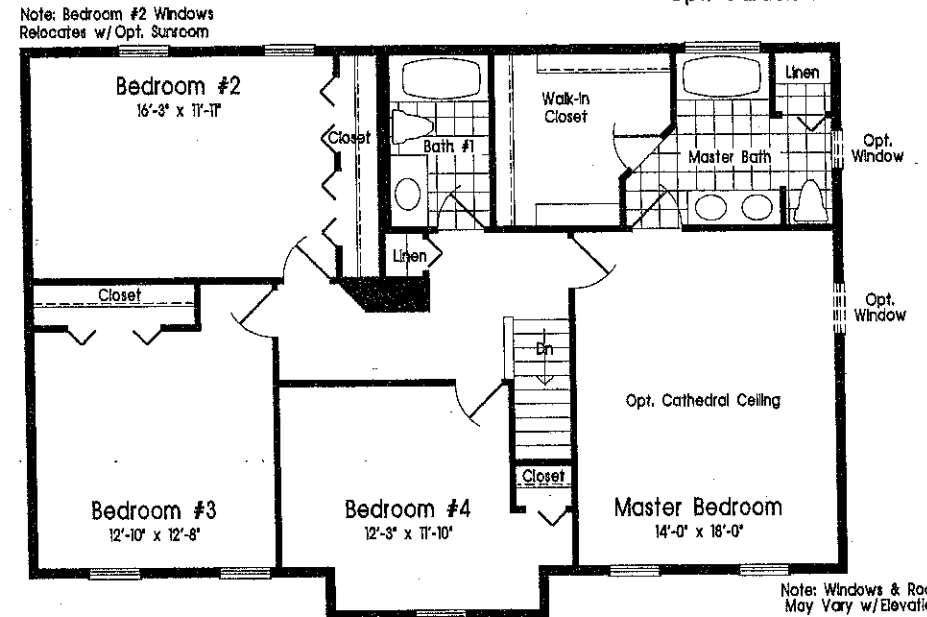 Note: Bedroom #2 Windows
Relocates w/Opt. Sunroom
Bedroom #2
16'-3" x 11'-11"
Closet
Bath #1
Walk-In
Closet
Linen
Master Bath
Opt.
Window
Linen
Closet
Opt.
Window
Dn
Opt. Cathedral Ceiling
Closet
Bedroom #3
12'-10" x 12'-8"
Bedroom #4
12'-3" x 11'-10"
Master Bedroom
14'-0" x 18'-0"
Note: Windows & Roo
May Vary w/Elevatio